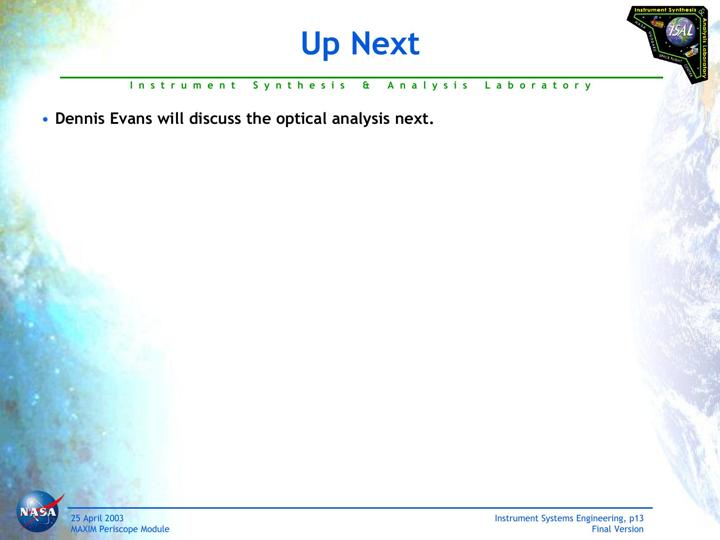 Up Next
Instrument Synthesis & Analysis Laboratory
• Dennis Evans will discuss the optical analysis next.
Instrument Synthesis &
Analysis Laboratory
ISAL
NASA
25 April 2003
MAXIM Periscope Module
Instrument Systems Engineering, p13
Final Version